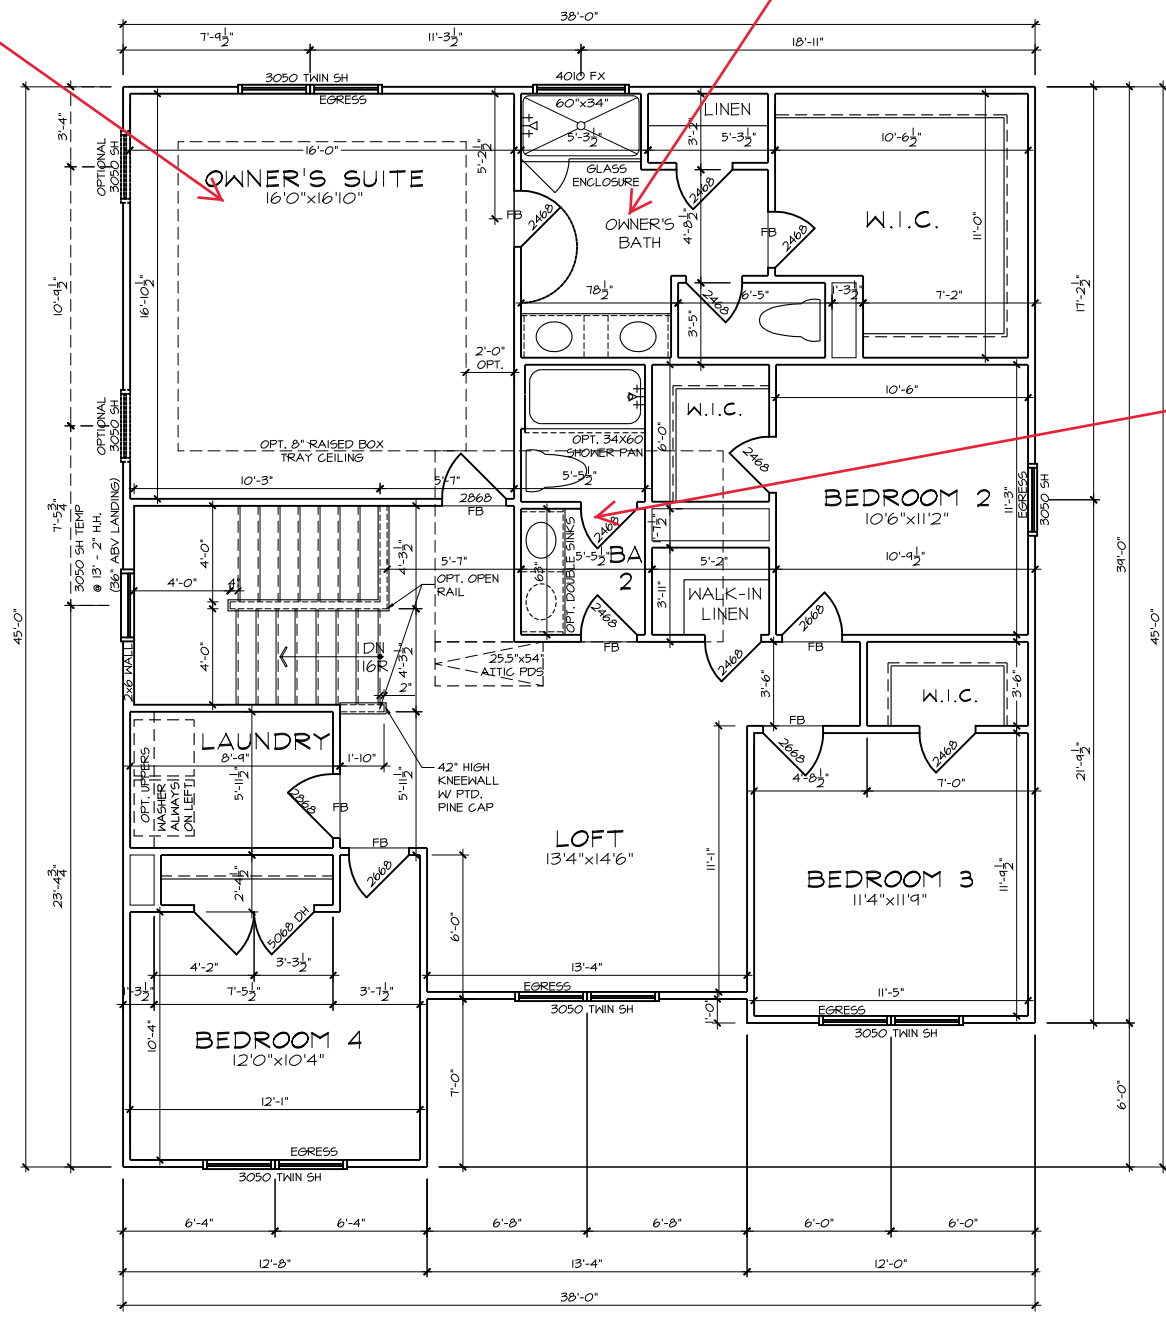 38'-0"
7'-9½" 11'-3½" 18'-11"
3050 TWIN SH
EGRESS
4010 FX
60"x34"
5'-3½"
LINEN
3'-2"
5'-3½"
10'-6½"
3'-4"
OPTIONAL
3050 SH
16'-0"
5'-2½"
OWNER'S SUITE
16'0"x16'10"
GLASS
ENCLOSURE
2468
FB
2468
OWNER'S
BATH
4'-8½"
FB
2468
W.I.C.
11'-0"
10'-9½"
16'-10½"
17'-2½"
78½"
2468
6'-5"
1'-3½"
7'-2"
3'-5"
2'-0"
OPT.
OPTIONAL
3050 SH
OPT. 8" RAISED BOX
TRAY CEILING
OPT. 34X60
SHOWER PAN
5'-5½"
W.I.C.
6'-0"
2468
10'-6"
BEDROOM 2
10'6"x11'2"
11'-3"
EGRESS
3050 SH
10'-3"
5'-7"
2868
FB
7'-5¾"
3050 SH TEMP
@ 13' - 2" H.H.
(36" ABV LANDING)
4'-0"
4'-3½"
5'-7"
63"
OPT. DOUBLE SINKS
2468
5'-5½"
BA
2
1'-7½"
5'-2"
10'-9½"
39'-0"
4'-0"
4"
OPT. OPEN
RAIL
3'-11"
WALK-IN
LINEN
2468
FB
2668
FB
45'-0"
45'-0"
4'-0"
DN
16R
4'-3½"
2"
25.5"x54"
ATTIC PDS
2468
3'-6"
W.I.C.
3'-6"
2x6 WALL
LAUNDRY
8'-9"
1'-10"
5'-11½"
5'-11½"
OPT. UPPERS
WASHER
ALWAYS
ON LEFT
2868
FB
42" HIGH
KNEEWALL
W/ PTD.
PINE CAP
FB
2668
2468
4'-8½"
7'-0"
21'-9½"
FB
2668
LOFT
13'4"x14'6"
11'-1"
BEDROOM 3
11'4"x11'9"
11'-9½"
23'-4¾"
2'-4½"
5068 DH
6'-0"
4'-2"
3'-3½"
13'-4"
1'-3½"
7'-5½"
3'-7½"
EGRESS
3050 TWIN SH
1'-0"
11'-5"
EGRESS
3050 TWIN SH
BEDROOM 4
12'0"x10'4"
10'-4"
7'-0"
6'-0"
12'-1"
EGRESS
3050 TWIN SH
6'-4" 6'-4" 6'-8" 6'-8" 6'-0" 6'-0"
12'-8" 13'-4" 12'-0"
38'-0"